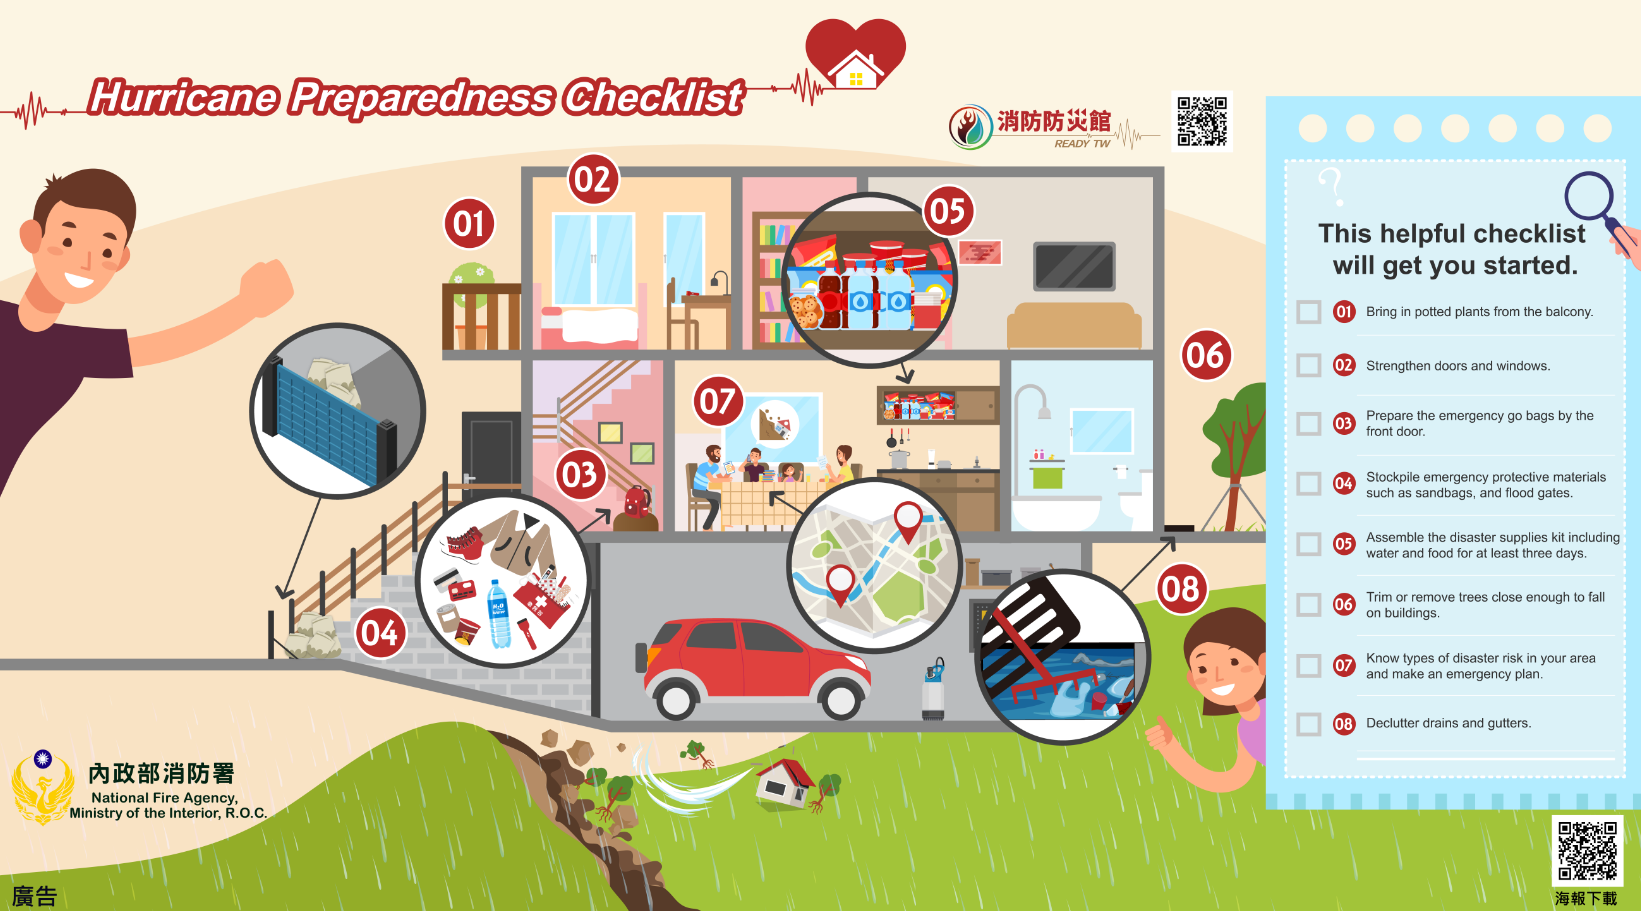 Hurricane Preparedness Checklist
消防防災館
READY TW
01
02
03
04
05
06
07
08
H₂O
?
This helpful checklist
will get you started.
01 Bring in potted plants from the balcony.
02 Strengthen doors and windows.
03 Prepare the emergency go bags by the
front door.
04 Stockpile emergency protective materials
such as sandbags, and flood gates.
05 Assemble the disaster supplies kit including
water and food for at least three days.
06 Trim or remove trees close enough to fall
on buildings.
07 Know types of disaster risk in your area
and make an emergency plan.
08 Declutter drains and gutters.
內政部消防署
National Fire Agency,
Ministry of the Interior, R.O.C.
廣告
海報下載